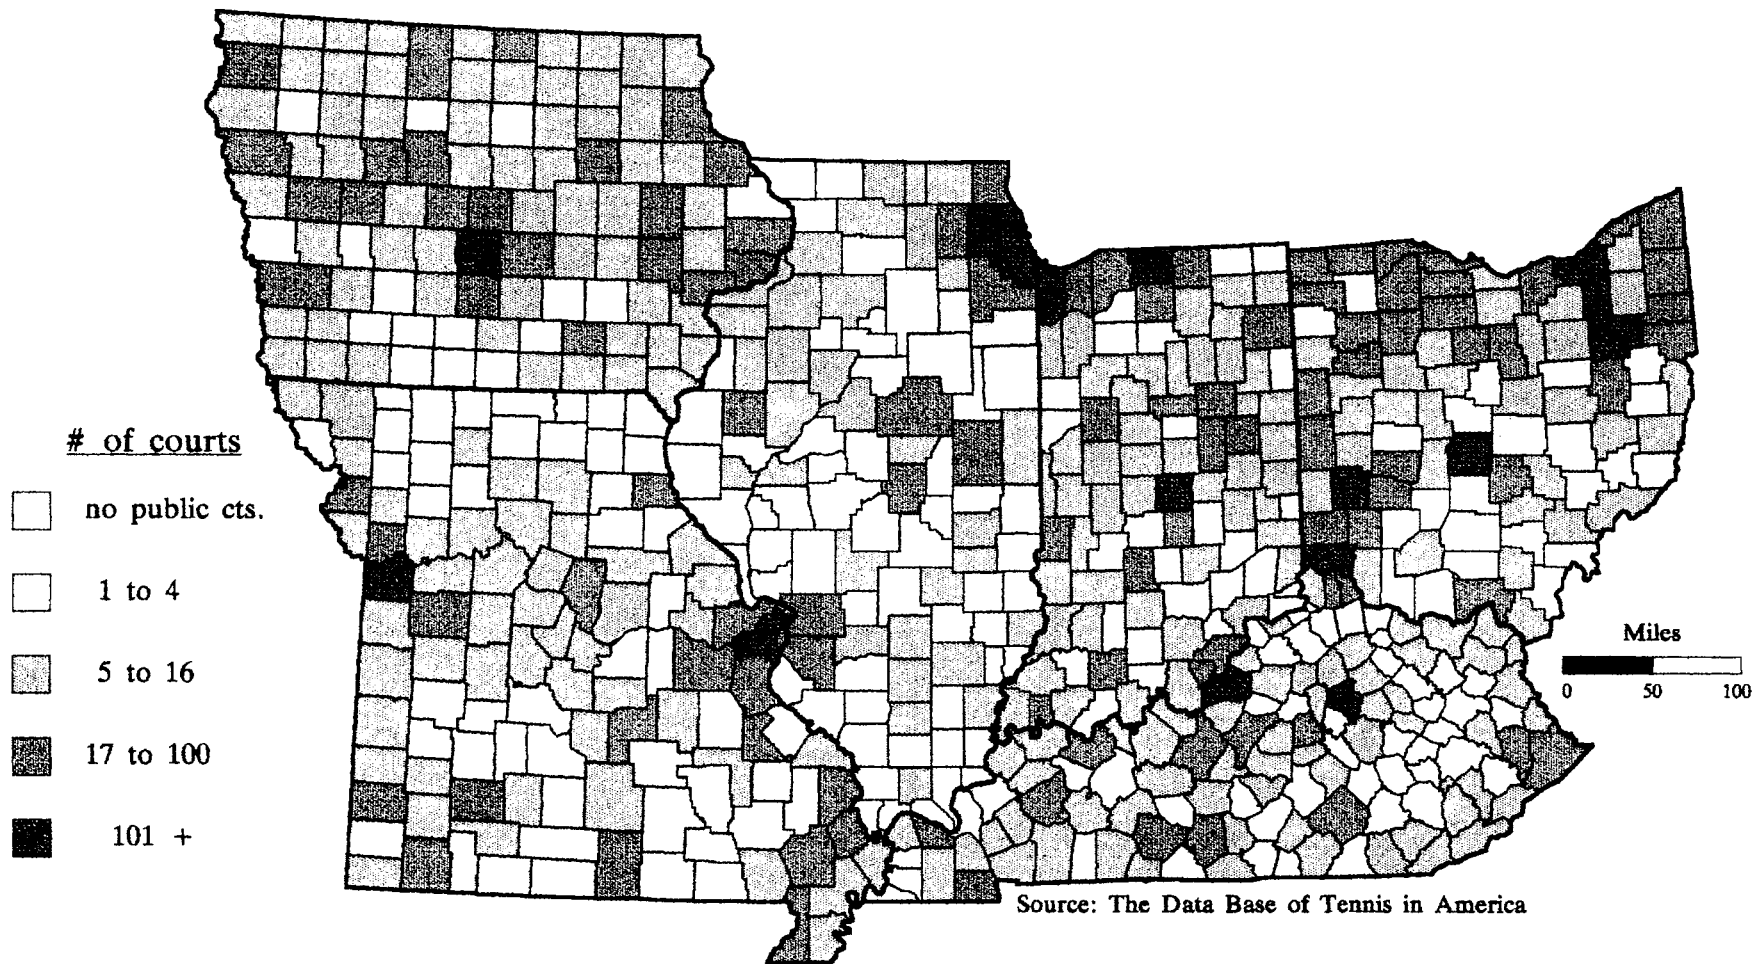 # of courts
no public cts.
1 to 4
5 to 16
17 to 100
101 +
Miles
0 50 100
Source: The Data Base of Tennis in America